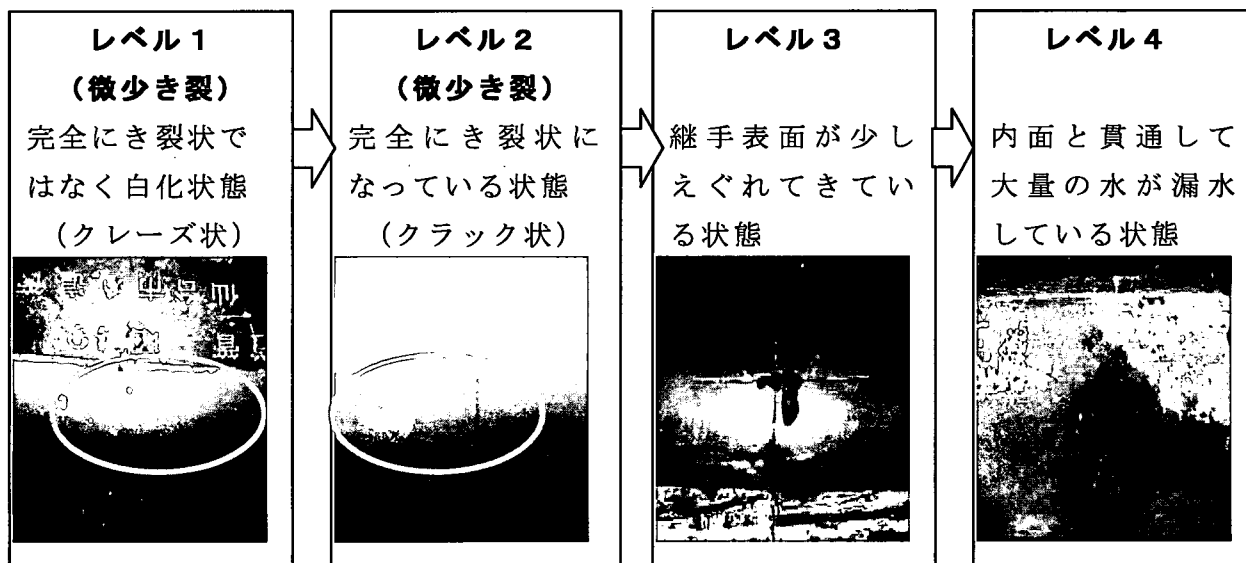 レベル1
(微少き裂)
完全にき裂状で
はなく白化状態
(クレーズ状)
レベル2
(微少き裂)
完全にき裂状に
なっている状態
(クラック状)
レベル3
継手表面が少し
えぐれてきてい
る状態
レベル4
内面と貫通して
大量の水が漏水
している状態